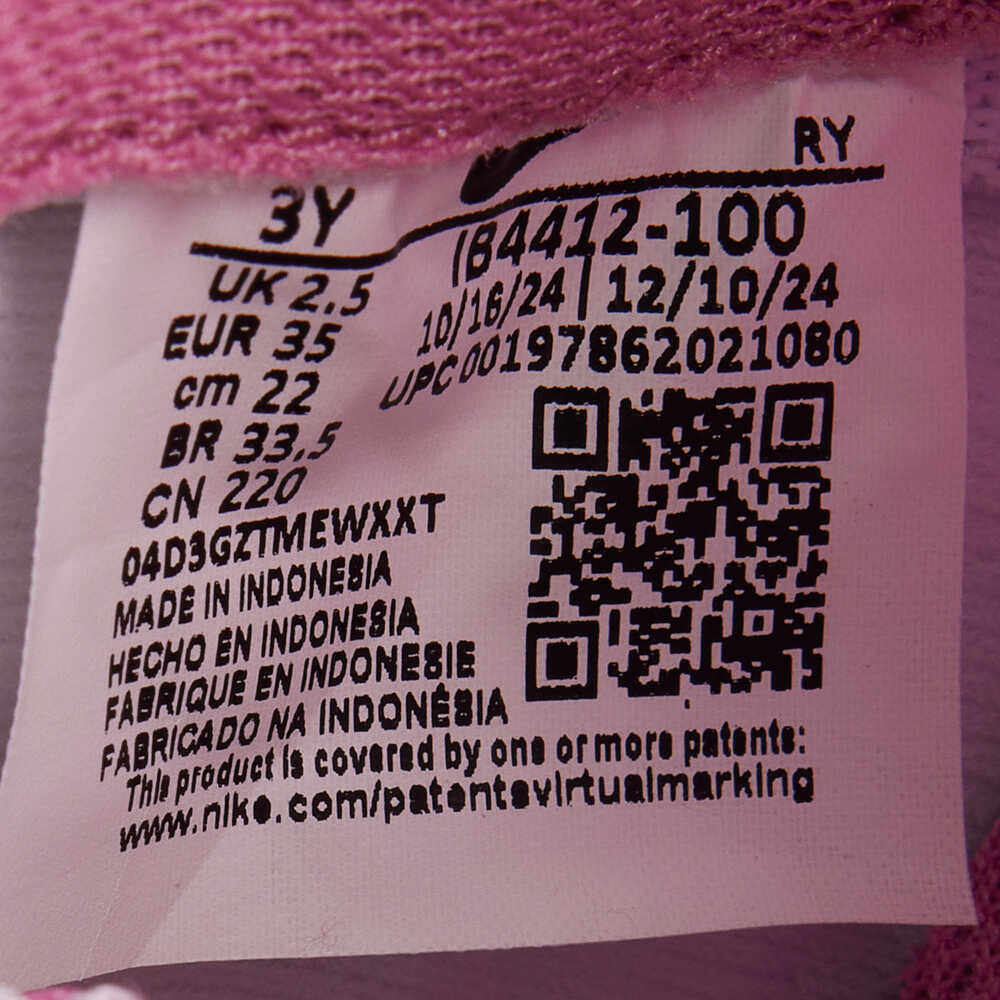 3Y
UK 2.5
EUR 35
cm 22
BR 33.5
CN 220
RY
IB4412-100
10/16/24 | 12/10/24
UPC 00197862021080
04D3GZTMEWXXT
MADE IN INDONESIA
HECHO EN INDONESIA
FABRIQUE EN INDONESIE
FABRICADO NA INDONÉSIA
This product is covered by one or more patents:
www.nike.com/patentsvirtualmarking